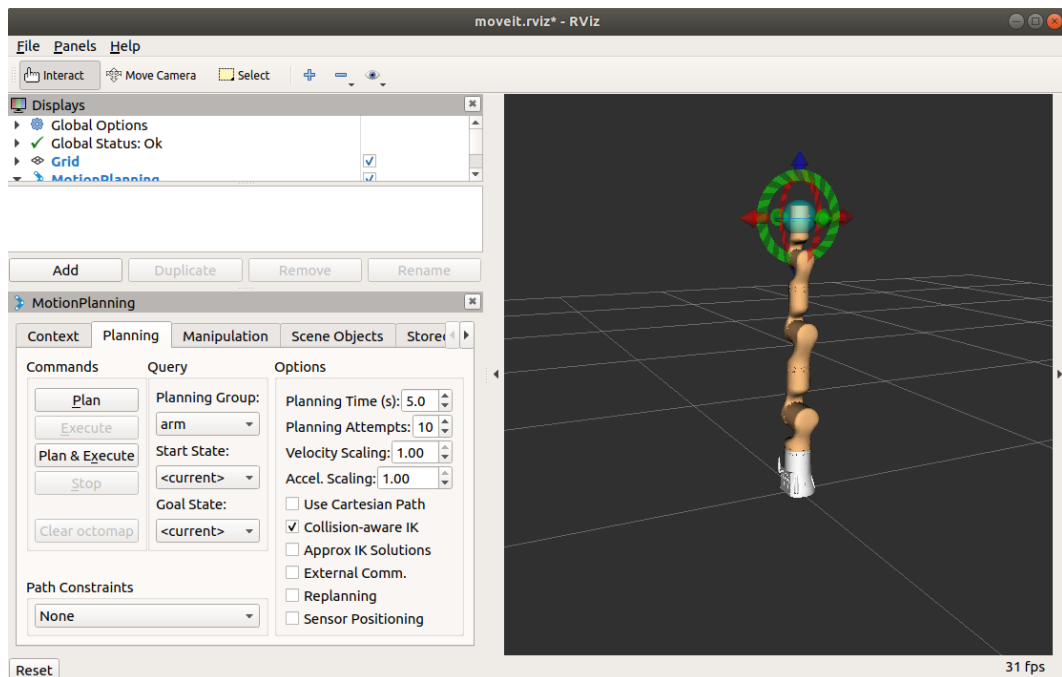 moveit.rviz* - RViz
File Panels Help
Interact Move Camera Select
Displays
Global Options
Global Status: Ok
Grid
MotionPlanning
Add Duplicate Remove Rename
MotionPlanning
Context Planning Manipulation Scene Objects
Commands Query Options
Plan
Execute
Plan & Execute
Stop
Clear octomap
Planning Group:
arm
Start State:
<current>
Goal State:
<current>
Planning Time (s): 5.0
Planning Attempts: 10
Velocity Scaling: 1.00
Accel. Scaling: 1.00
Use Cartesian Path
Collision-aware IK
Approx IK Solutions
External Comm.
Replanning
Sensor Positioning
Path Constraints
None
Reset
31 fps